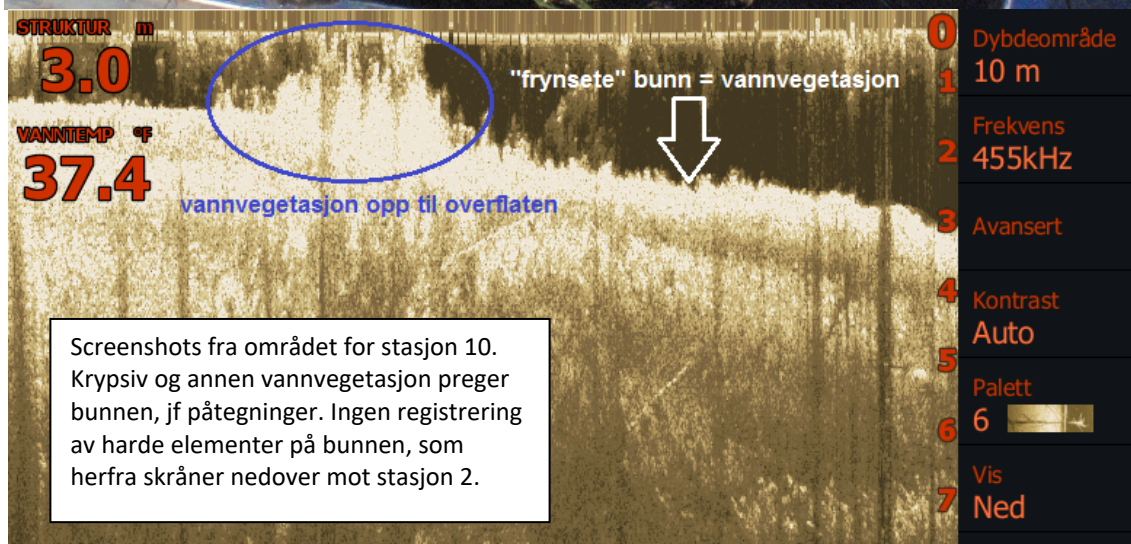 STRUKTUR m
3.0
VANNTEMP °F
37.4
"frynsete" bunn = vannvegetasjon
vannvegetasjon opp til overflaten
Screenshots fra området for stasjon 10.
Krypsiv og annen vannvegetasjon preger
bunnen, jf påtegninger. Ingen registrering
av harde elementer på bunnen, som
herfra skråner nedover mot stasjon 2.
0
1
2
3
4
5
6
7
Dybdeområde
10 m
Frekvens
455kHz
Avansert
Kontrast
Auto
Palett
6
Vis
Ned